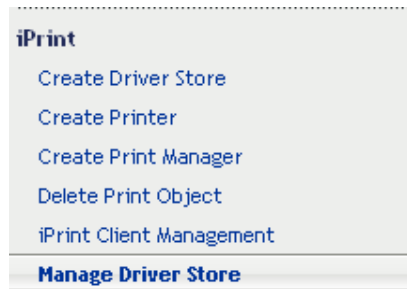 iPrint
Create Driver Store
Create Printer
Create Print Manager
Delete Print Object
iPrint Client Management
Manage Driver Store